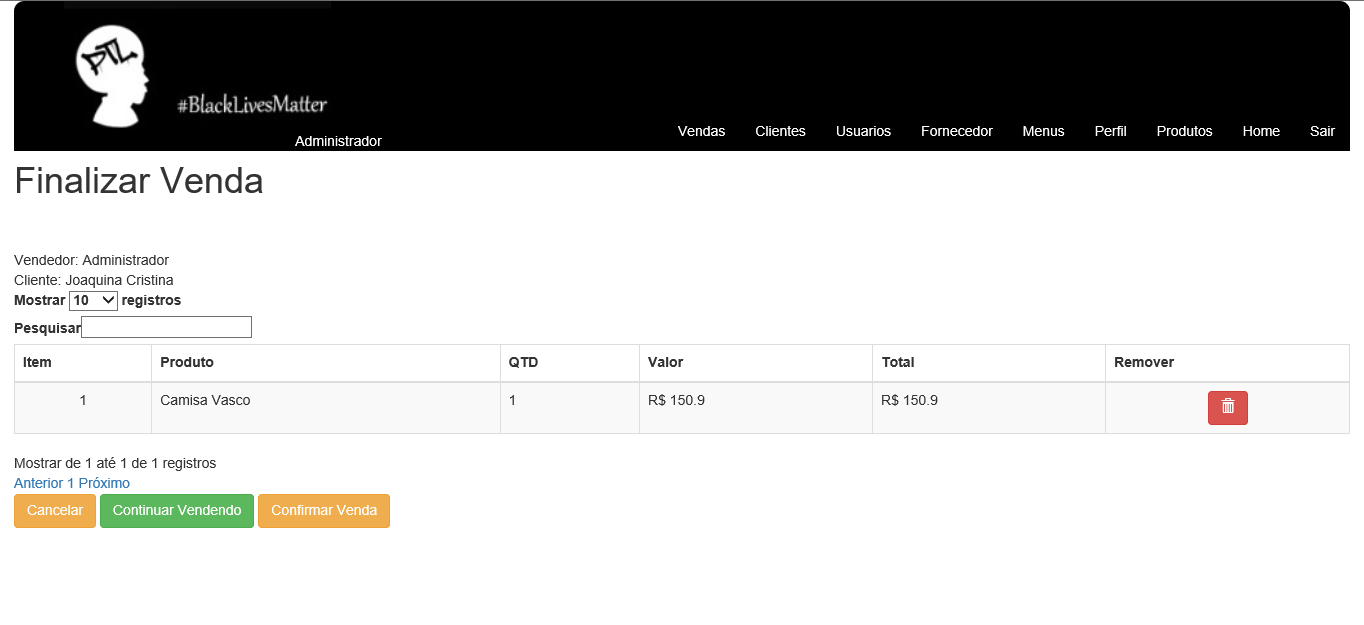 PTL
#BlackLivesMatter
Administrador
Vendas Clientes Usuarios Fornecedor Menus Perfil Produtos Home Sair
Finalizar Venda
Vendedor: Administrador
Cliente: Joaquina Cristina
Mostrar 10 registros
Pesquisar
Item Produto QTD Valor Total Remover
1 Camisa Vasco 1 R$ 150.9 R$ 150.9
Mostrar de 1 até 1 de 1 registros
Anterior 1 Próximo
Cancelar Continuar Vendendo Confirmar Venda